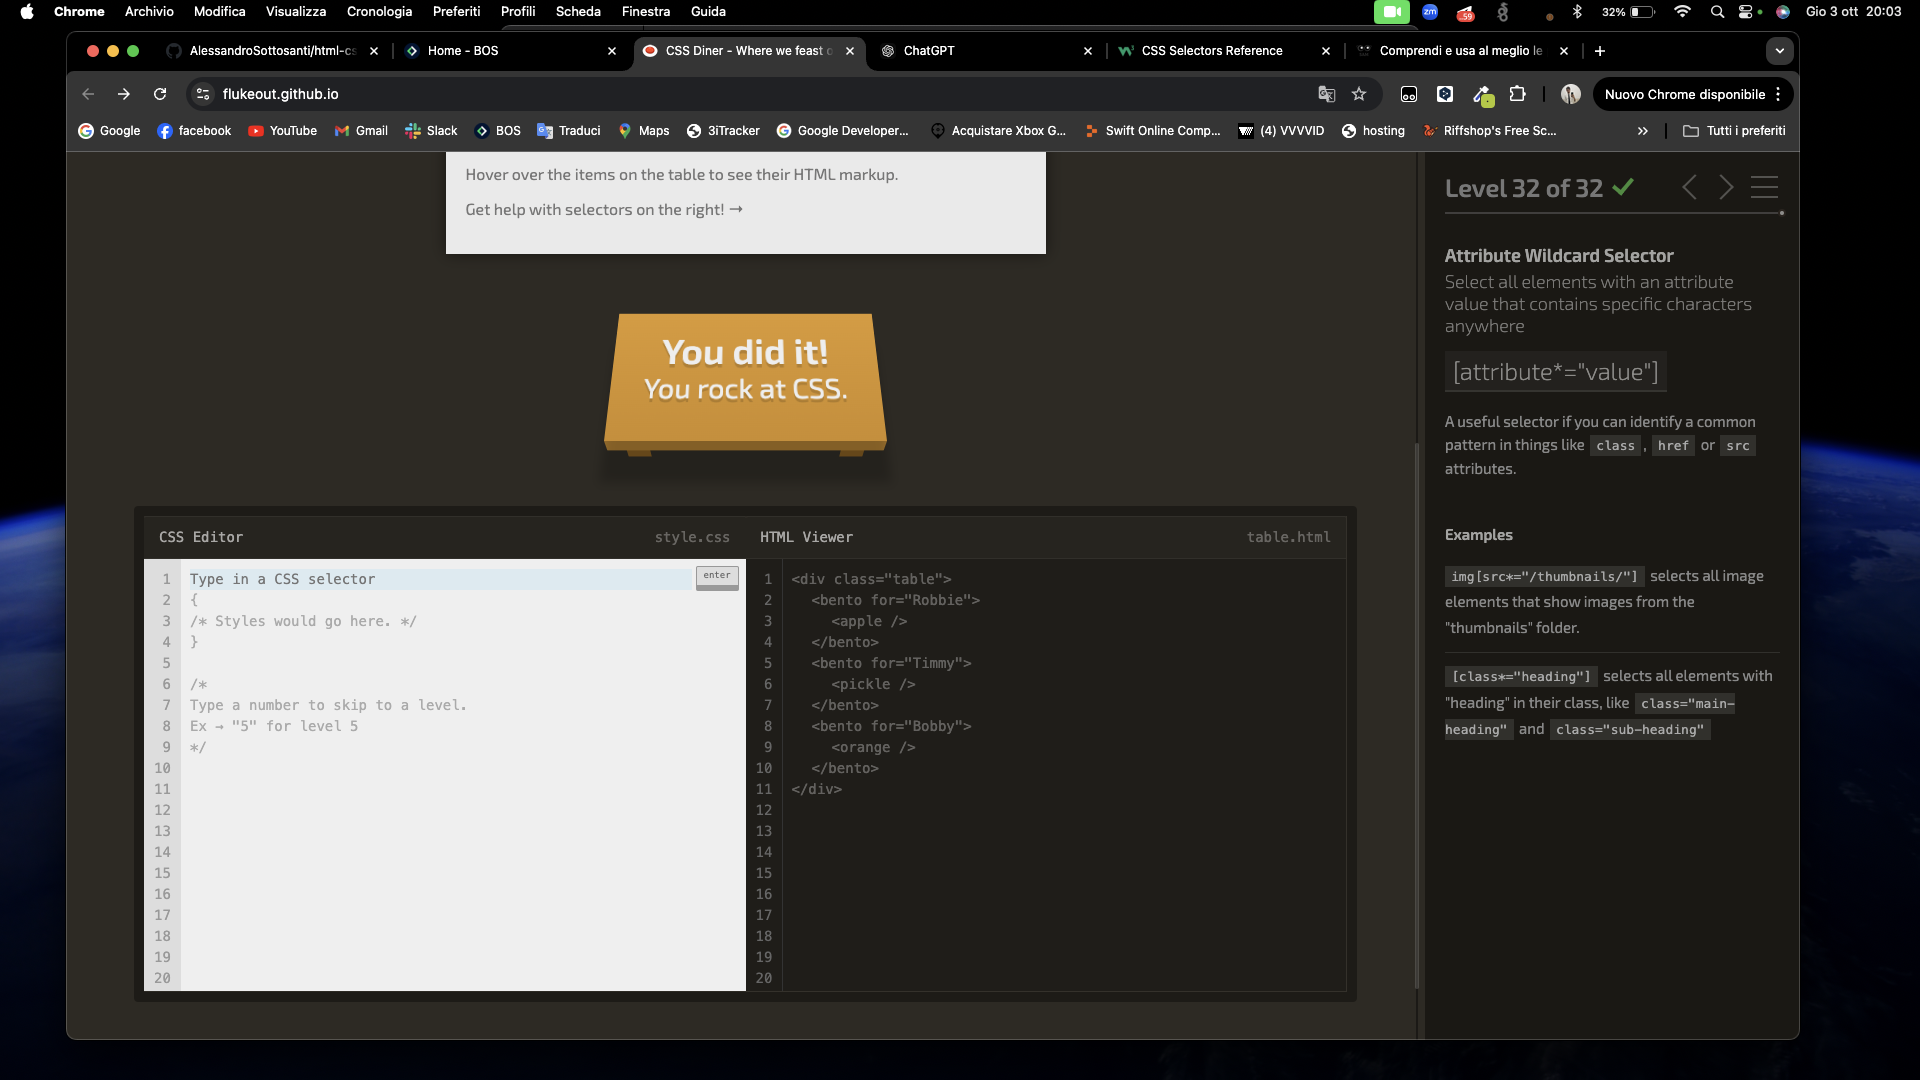 Chrome Archivio Modifica Visualizza Cronologia Preferiti Profili Scheda Finestra Guida
zm
59
32%
Gio 3 ott 20:03
AlessandroSottosanti/html-cs
Home - BOS
CSS Diner - Where we feast o
ChatGPT
CSS Selectors Reference
Comprendi e usa al meglio le
flukeout.github.io
Nuovo Chrome disponibile
Google facebook YouTube Gmail Slack BOS Traduci Maps 3iTracker Google Developer... Acquistare Xbox G... Swift Online Comp... (4) VVVVID hosting Riffshop's Free Sc... » Tutti i preferiti
Hover over the items on the table to see their HTML markup.
Get help with selectors on the right! →
You did it!
You rock at CSS.
CSS Editor style.css
1 Type in a CSS selector
enter
2 {
3 /* Styles would go here. */
4 }
5
6 /*
7 Type a number to skip to a level.
8 Ex → "5" for level 5
9 */
10
11
12
13
14
15
16
17
18
19
20
HTML Viewer table.html
1 <div class="table">
2 <bento for="Robbie">
3 <apple />
4 </bento>
5 <bento for="Timmy">
6 <pickle />
7 </bento>
8 <bento for="Bobby">
9 <orange />
10 </bento>
11 </div>
12
13
14
15
16
17
18
19
20
Level 32 of 32
Attribute Wildcard Selector
Select all elements with an attribute
value that contains specific characters
anywhere
[attribute*="value"]
A useful selector if you can identify a common
pattern in things like class , href or src
attributes.
Examples
img[src*="/thumbnails/"] selects all image
elements that show images from the
"thumbnails" folder.
[class*="heading"] selects all elements with
"heading" in their class, like class="main-
heading" and class="sub-heading"